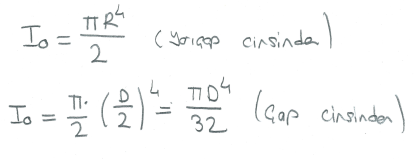 I₀ = πR⁴/2 (yarıçap cinsinden)
I₀ = π/2 · (D/2)⁴ = πD⁴/32 (Çap cinsinden)